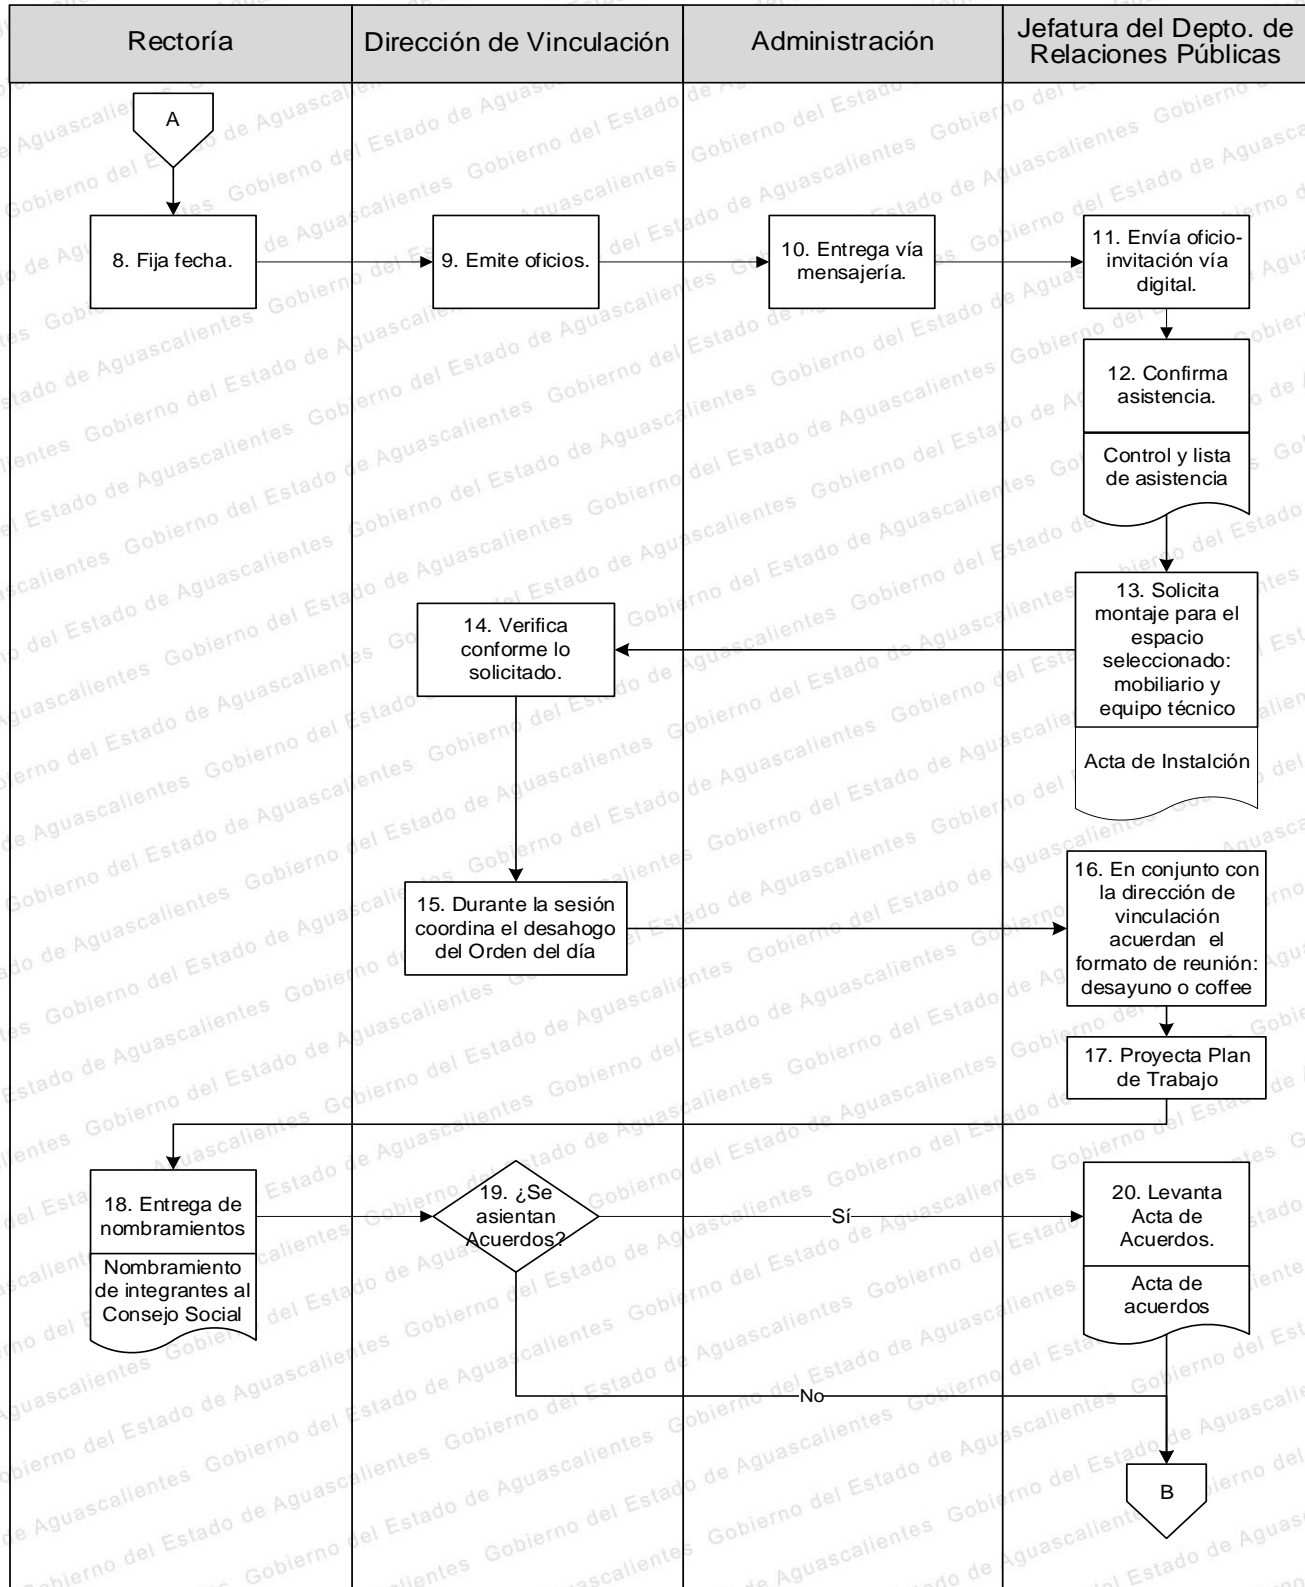 Rectoría
Dirección de Vinculación
Administración
Jefatura del Depto. de
Relaciones Públicas
A
8. Fija fecha.
9. Emite oficios.
10. Entrega vía
mensajería.
11. Envía oficio-
invitación vía
digital.
12. Confirma
asistencia.
Control y lista
de asistencia
13. Solicita
montaje para el
espacio
seleccionado:
mobiliario y
equipo técnico
Acta de Instalción
14. Verifica
conforme lo
solicitado.
15. Durante la sesión
coordina el desahogo
del Orden del día
16. En conjunto con
la dirección de
vinculación
acuerdan el
formato de reunión:
desayuno o coffee
17. Proyecta Plan
de Trabajo
18. Entrega de
nombramientos
Nombramiento
de integrantes al
Consejo Social
19. ¿Se
asientan
Acuerdos?
Sí
No
20. Levanta
Acta de
Acuerdos.
Acta de
acuerdos
B
Gobierno del Estado de Aguascalientes